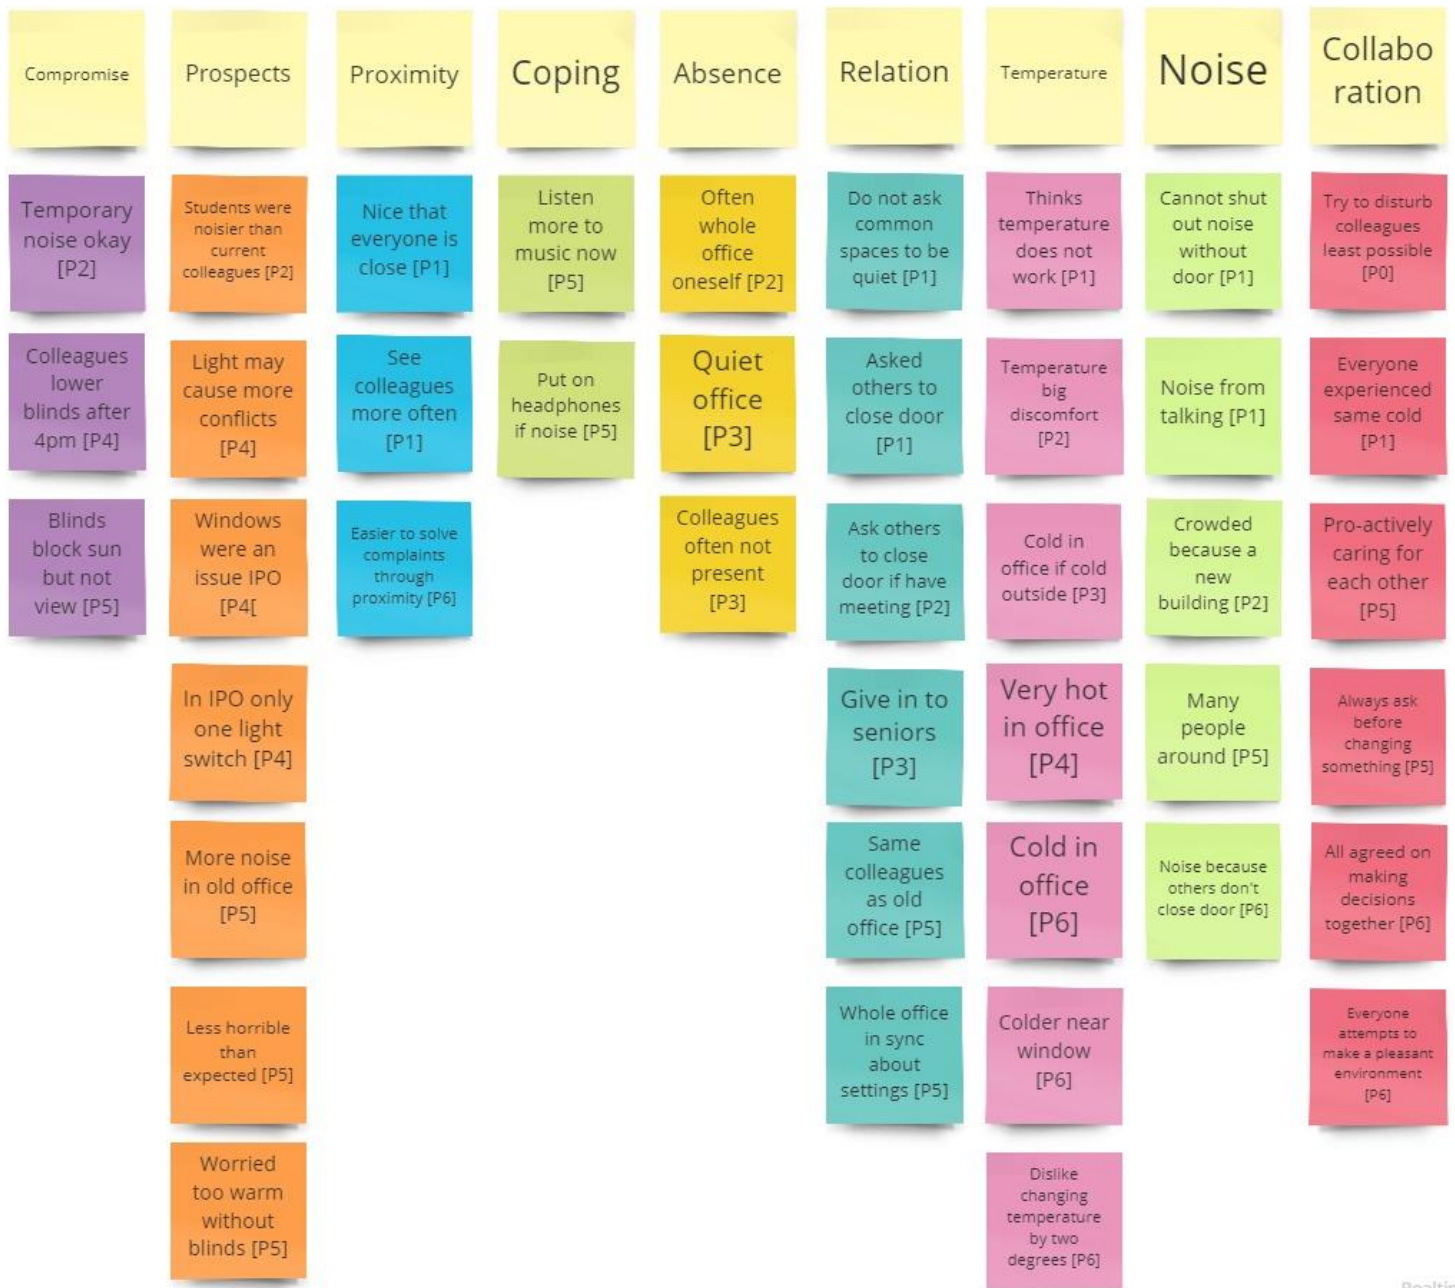 Compromise
Prospects
Proximity
Coping
Absence
Relation
Temperature
Noise
Collabo
ration
Temporary
noise okay
[P2]
Colleagues
lower
blinds after
4pm [P4]
Blinds
block sun
but not
view [P5]
Students were
noisier than
current
colleagues [P2]
Light may
cause more
conflicts
[P4]
Windows
were an
issue IPO
[P4[
In IPO only
one light
switch [P4]
More noise
in old office
[P5]
Less horrible
than
expected [P5]
Worried
too warm
without
blinds [P5]
Nice that
everyone is
close [P1]
See
colleagues
more often
[P1]
Easier to solve
complaints
through
proximity [P6]
Listen
more to
music now
[P5]
Put on
headphones
if noise [P5]
Often
whole
office
oneself [P2]
Quiet
office
[P3]
Colleagues
often not
present
[P3]
Do not ask
common
spaces to be
quiet [P1]
Asked
others to
close door
[P1]
Ask others
to close
door if have
meeting [P2]
Give in to
seniors
[P3]
Same
colleagues
as old
office [P5]
Whole office
in sync
about
settings [P5]
Thinks
temperature
does not
work [P1]
Temperature
big
discomfort
[P2]
Cold in
office if cold
outside [P3]
Very hot
in office
[P4]
Cold in
office
[P6]
Colder near
window
[P6]
Dislike
changing
temperature
by two
degrees [P6]
Cannot shut
out noise
without
door [P1]
Noise from
talking [P1]
Crowded
because a
new
building [P2]
Many
people
around [P5]
Noise because
others don't
close door [P6]
Try to disturb
colleagues
least possible
[P0]
Everyone
experienced
same cold
[P1]
Pro-actively
caring for
each other
[P5]
Always ask
before
changing
something [P5]
All agreed on
making
decisions
together [P6]
Everyone
attempts to
make a pleasant
environment
[P6]